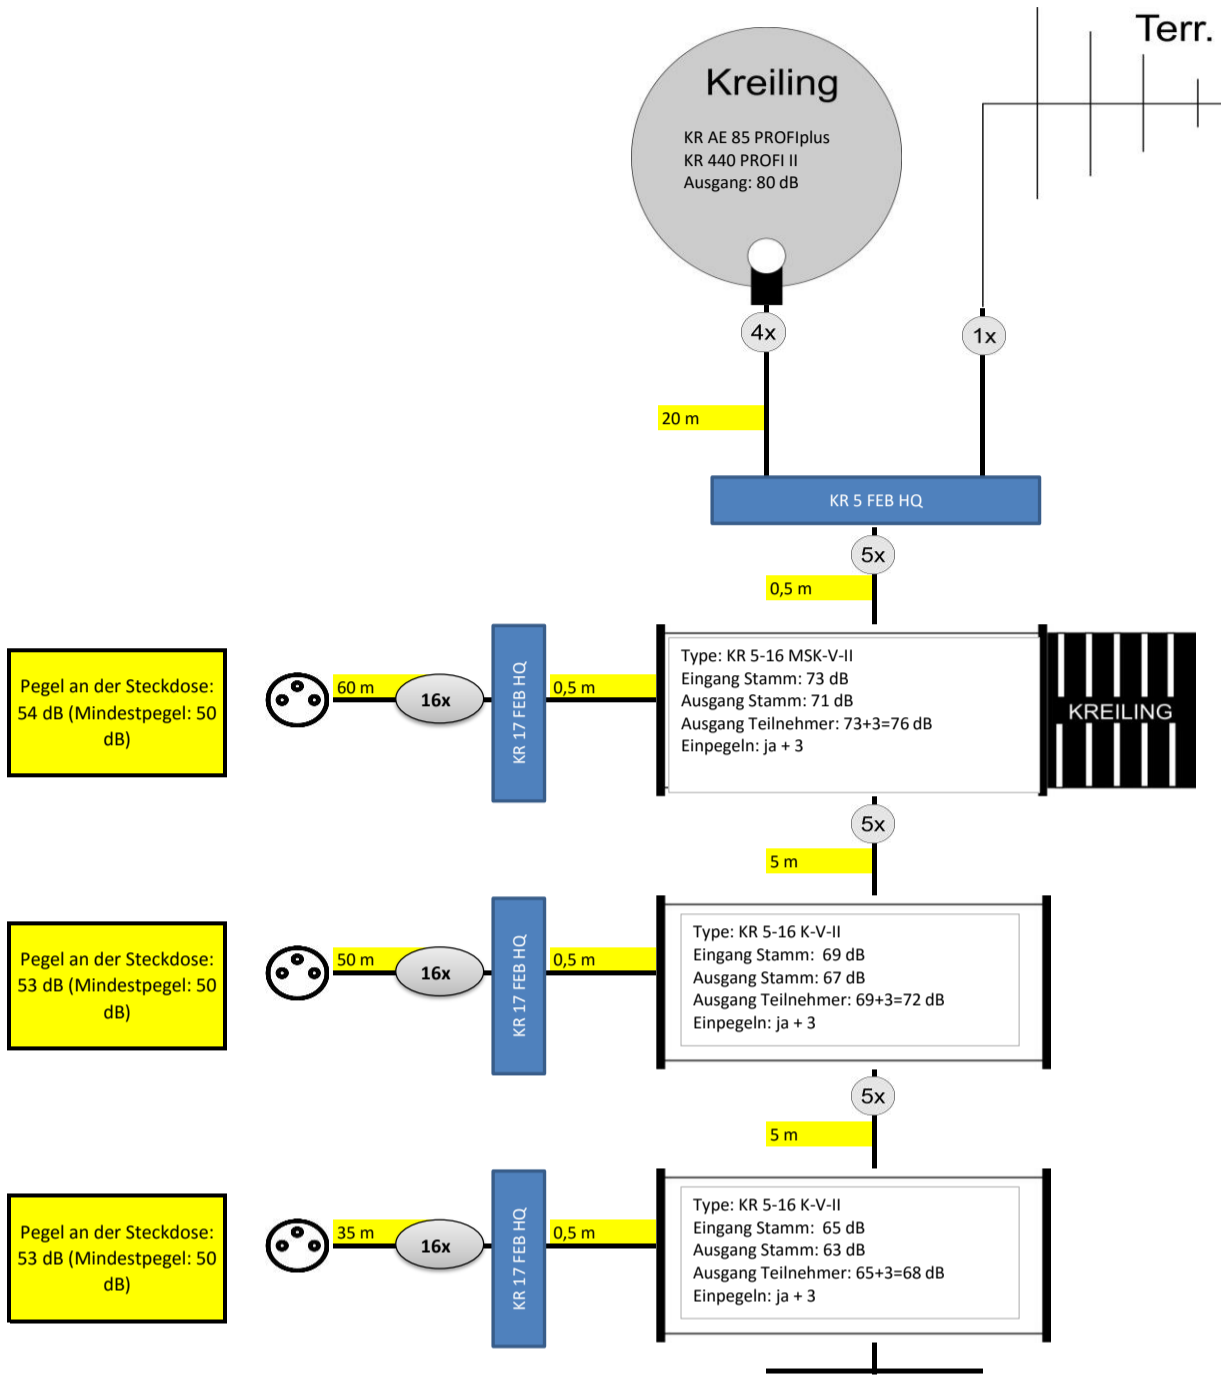 Terr.
Kreiling
KR AE 85 PROFIplus
KR 440 PROFI II
Ausgang: 80 dB
4x
1x
20 m
KR 5 FEB HQ
5x
0,5 m
Pegel an der Steckdose:
54 dB (Mindestpegel: 50
dB)
60 m
16x
KR 17 FEB HQ
0,5 m
Type: KR 5-16 MSK-V-II
Eingang Stamm: 73 dB
Ausgang Stamm: 71 dB
Ausgang Teilnehmer: 73+3=76 dB
Einpegeln: ja + 3
KREILING
5x
5 m
Pegel an der Steckdose:
53 dB (Mindestpegel: 50
dB)
50 m
16x
KR 17 FEB HQ
0,5 m
Type: KR 5-16 K-V-II
Eingang Stamm: 69 dB
Ausgang Stamm: 67 dB
Ausgang Teilnehmer: 69+3=72 dB
Einpegeln: ja + 3
5x
5 m
Pegel an der Steckdose:
53 dB (Mindestpegel: 50
dB)
35 m
16x
KR 17 FEB HQ
0,5 m
Type: KR 5-16 K-V-II
Eingang Stamm: 65 dB
Ausgang Stamm: 63 dB
Ausgang Teilnehmer: 65+3=68 dB
Einpegeln: ja + 3